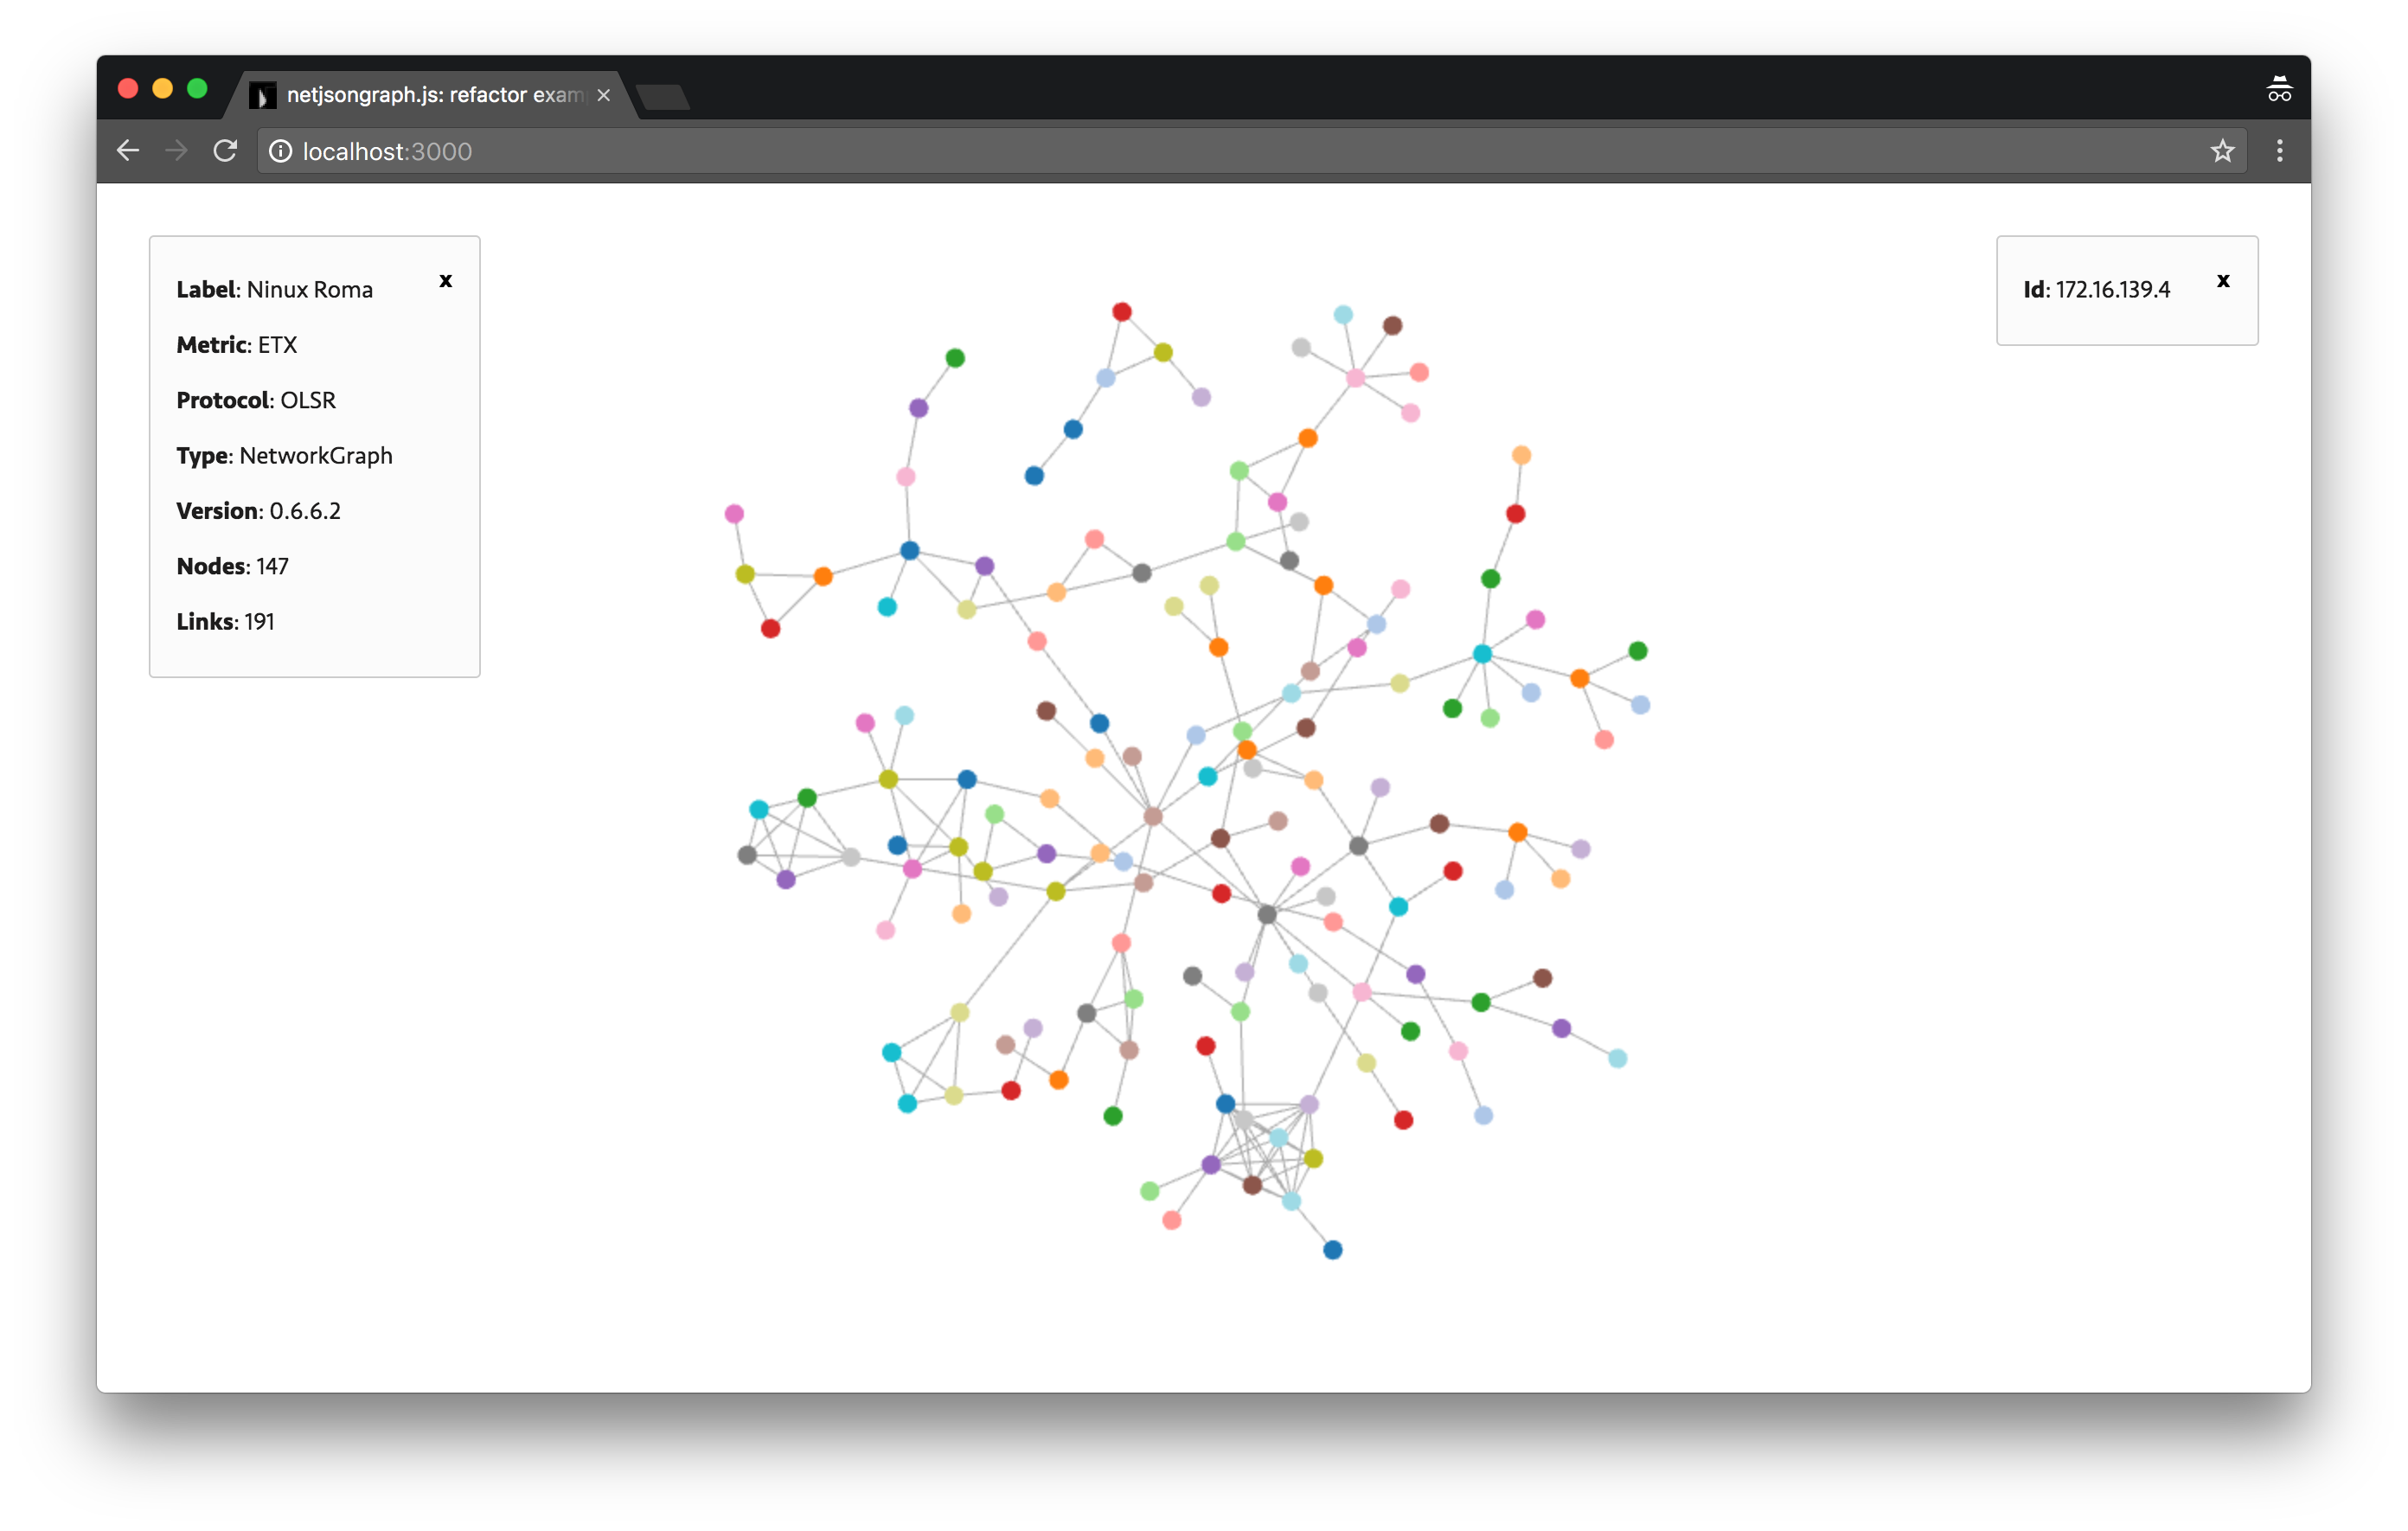 netjsongraph.js: refactor exam
localhost:3000
Label: Ninux Roma
x
Metric: ETX
Protocol: OLSR
Type: NetworkGraph
Version: 0.6.6.2
Nodes: 147
Links: 191
Id: 172.16.139.4
x